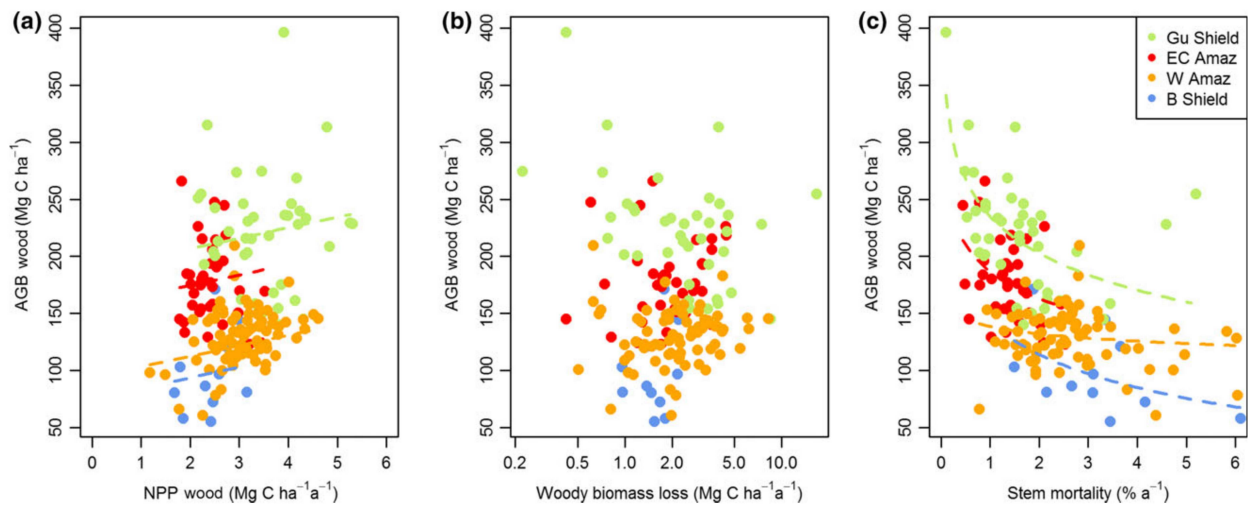 (a)
400
350
300
250
200
150
100
50
AGB wood (Mg C ha⁻¹)
0 1 2 3 4 5 6
NPP wood (Mg C ha⁻¹a⁻¹)
(b)
400
350
300
250
200
150
100
50
AGB wood (Mg C ha⁻¹)
0.2 0.5 1.0 2.0 5.0 10.0
Woody biomass loss (Mg C ha⁻¹a⁻¹)
(c)
400
350
300
250
200
150
100
50
AGB wood (Mg C ha⁻¹)
Gu Shield
EC Amaz
W Amaz
B Shield
0 1 2 3 4 5 6
Stem mortality (% a⁻¹)